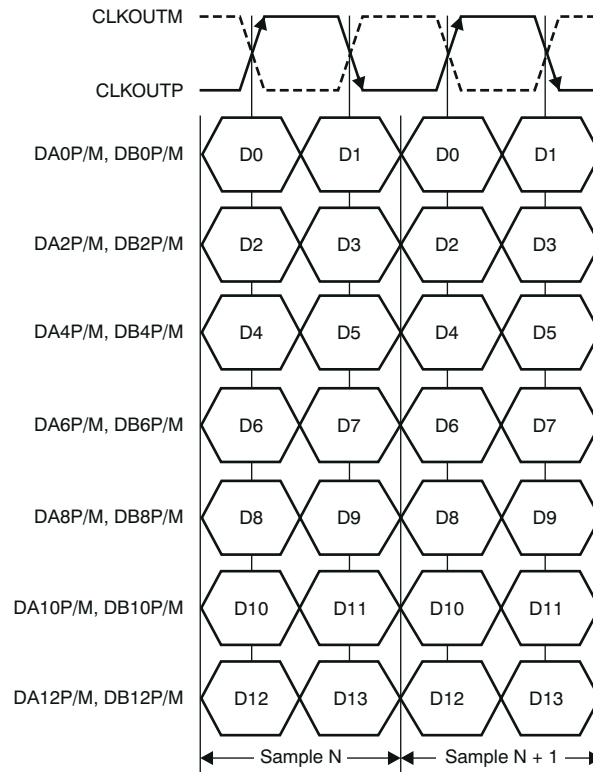 CLKOUTM
CLKOUTP
DA0P/M, DB0P/M D0 D1 D0 D1
DA2P/M, DB2P/M D2 D3 D2 D3
DA4P/M, DB4P/M D4 D5 D4 D5
DA6P/M, DB6P/M D6 D7 D6 D7
DA8P/M, DB8P/M D8 D9 D8 D9
DA10P/M, DB10P/M D10 D11 D10 D11
DA12P/M, DB12P/M D12 D13 D12 D13
Sample N Sample N + 1